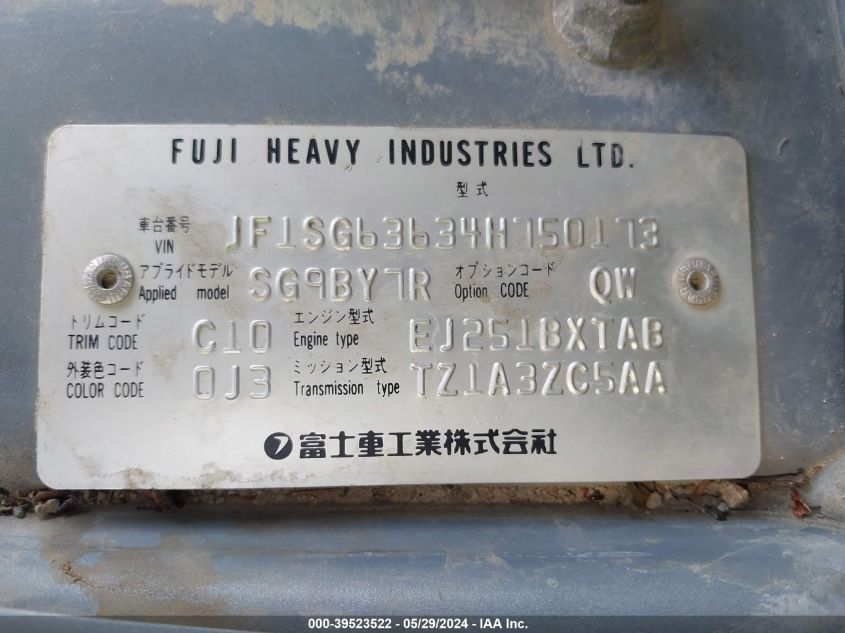 FUJI HEAVY INDUSTRIES LTD.
型式
車台番号 VIN JF1SG63634H750173
アプライドモデル Applied model SG9BY7R オプションコード Option CODE QW
トリムコード TRIM CODE C10 エンジン型式 Engine type EJ251BXTAB
外装色コード COLOR CODE 0J3 ミッション型式 Transmission type TZ1A3ZC5AA
富士重工業株式会社
000-39523522 - 05/29/2024 - IAA Inc.